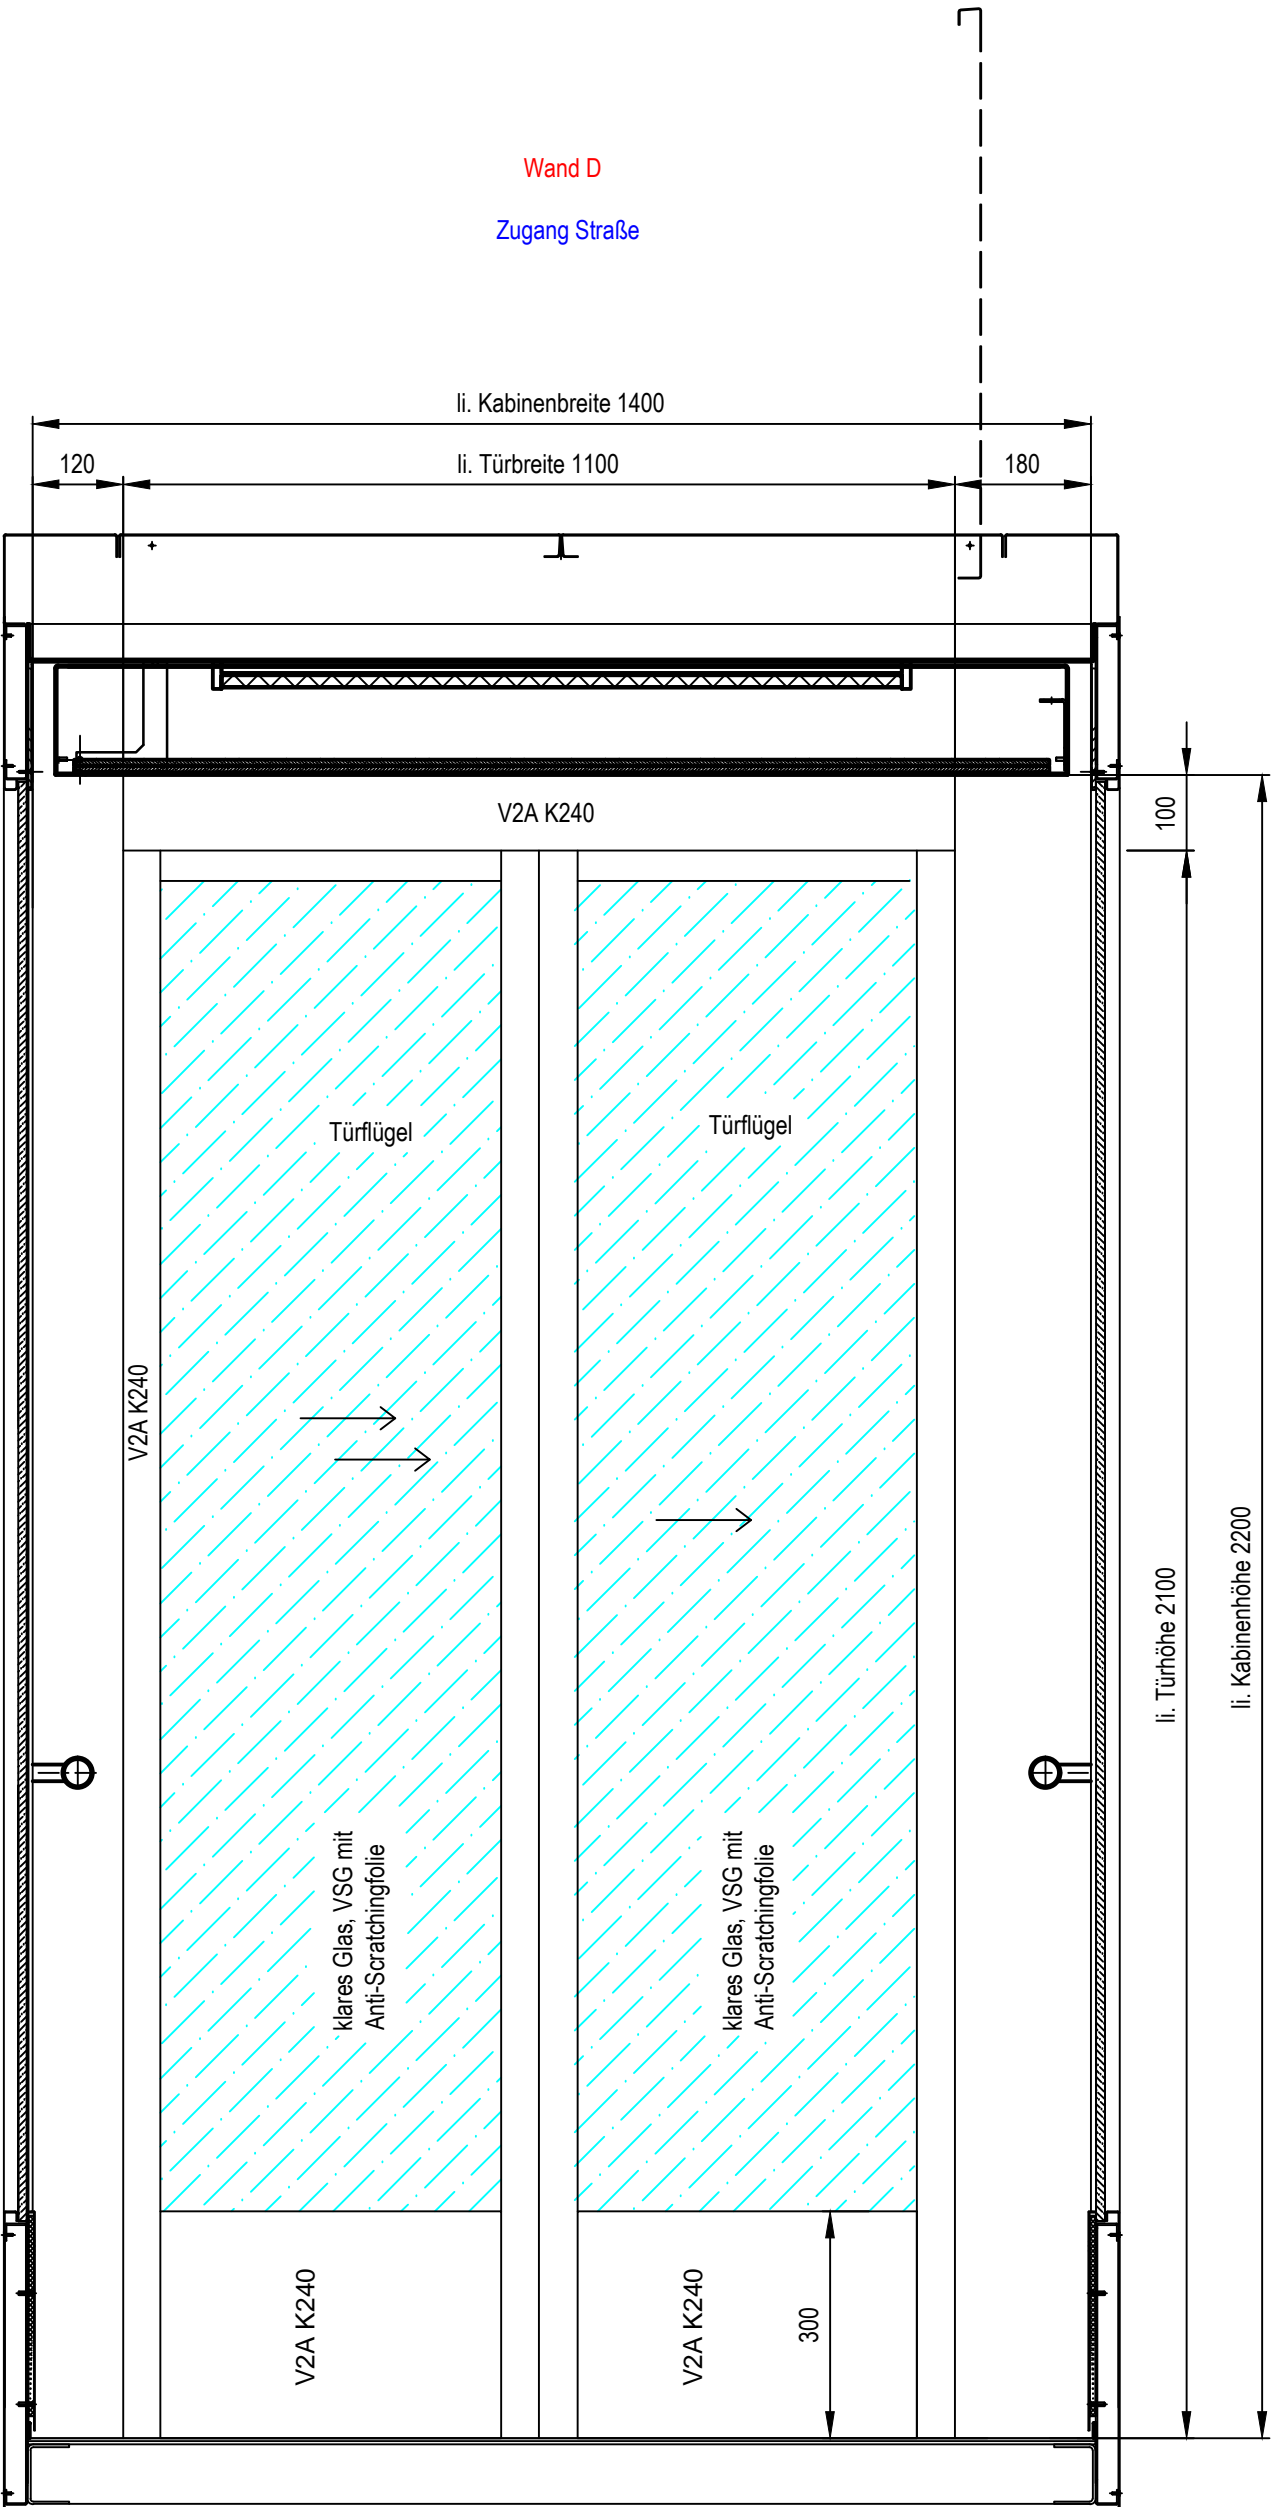 Wand D
Zugang Straße
li. Kabinenbreite 1400
120
li. Türbreite 1100
180
V2A K240
100
Türflügel
Türflügel
V2A K240
li. Türhöhe 2100
li. Kabinenhöhe 2200
klares Glas, VSG mit
Anti-Scratchingfolie
klares Glas, VSG mit
Anti-Scratchingfolie
V2A K240
V2A K240
300